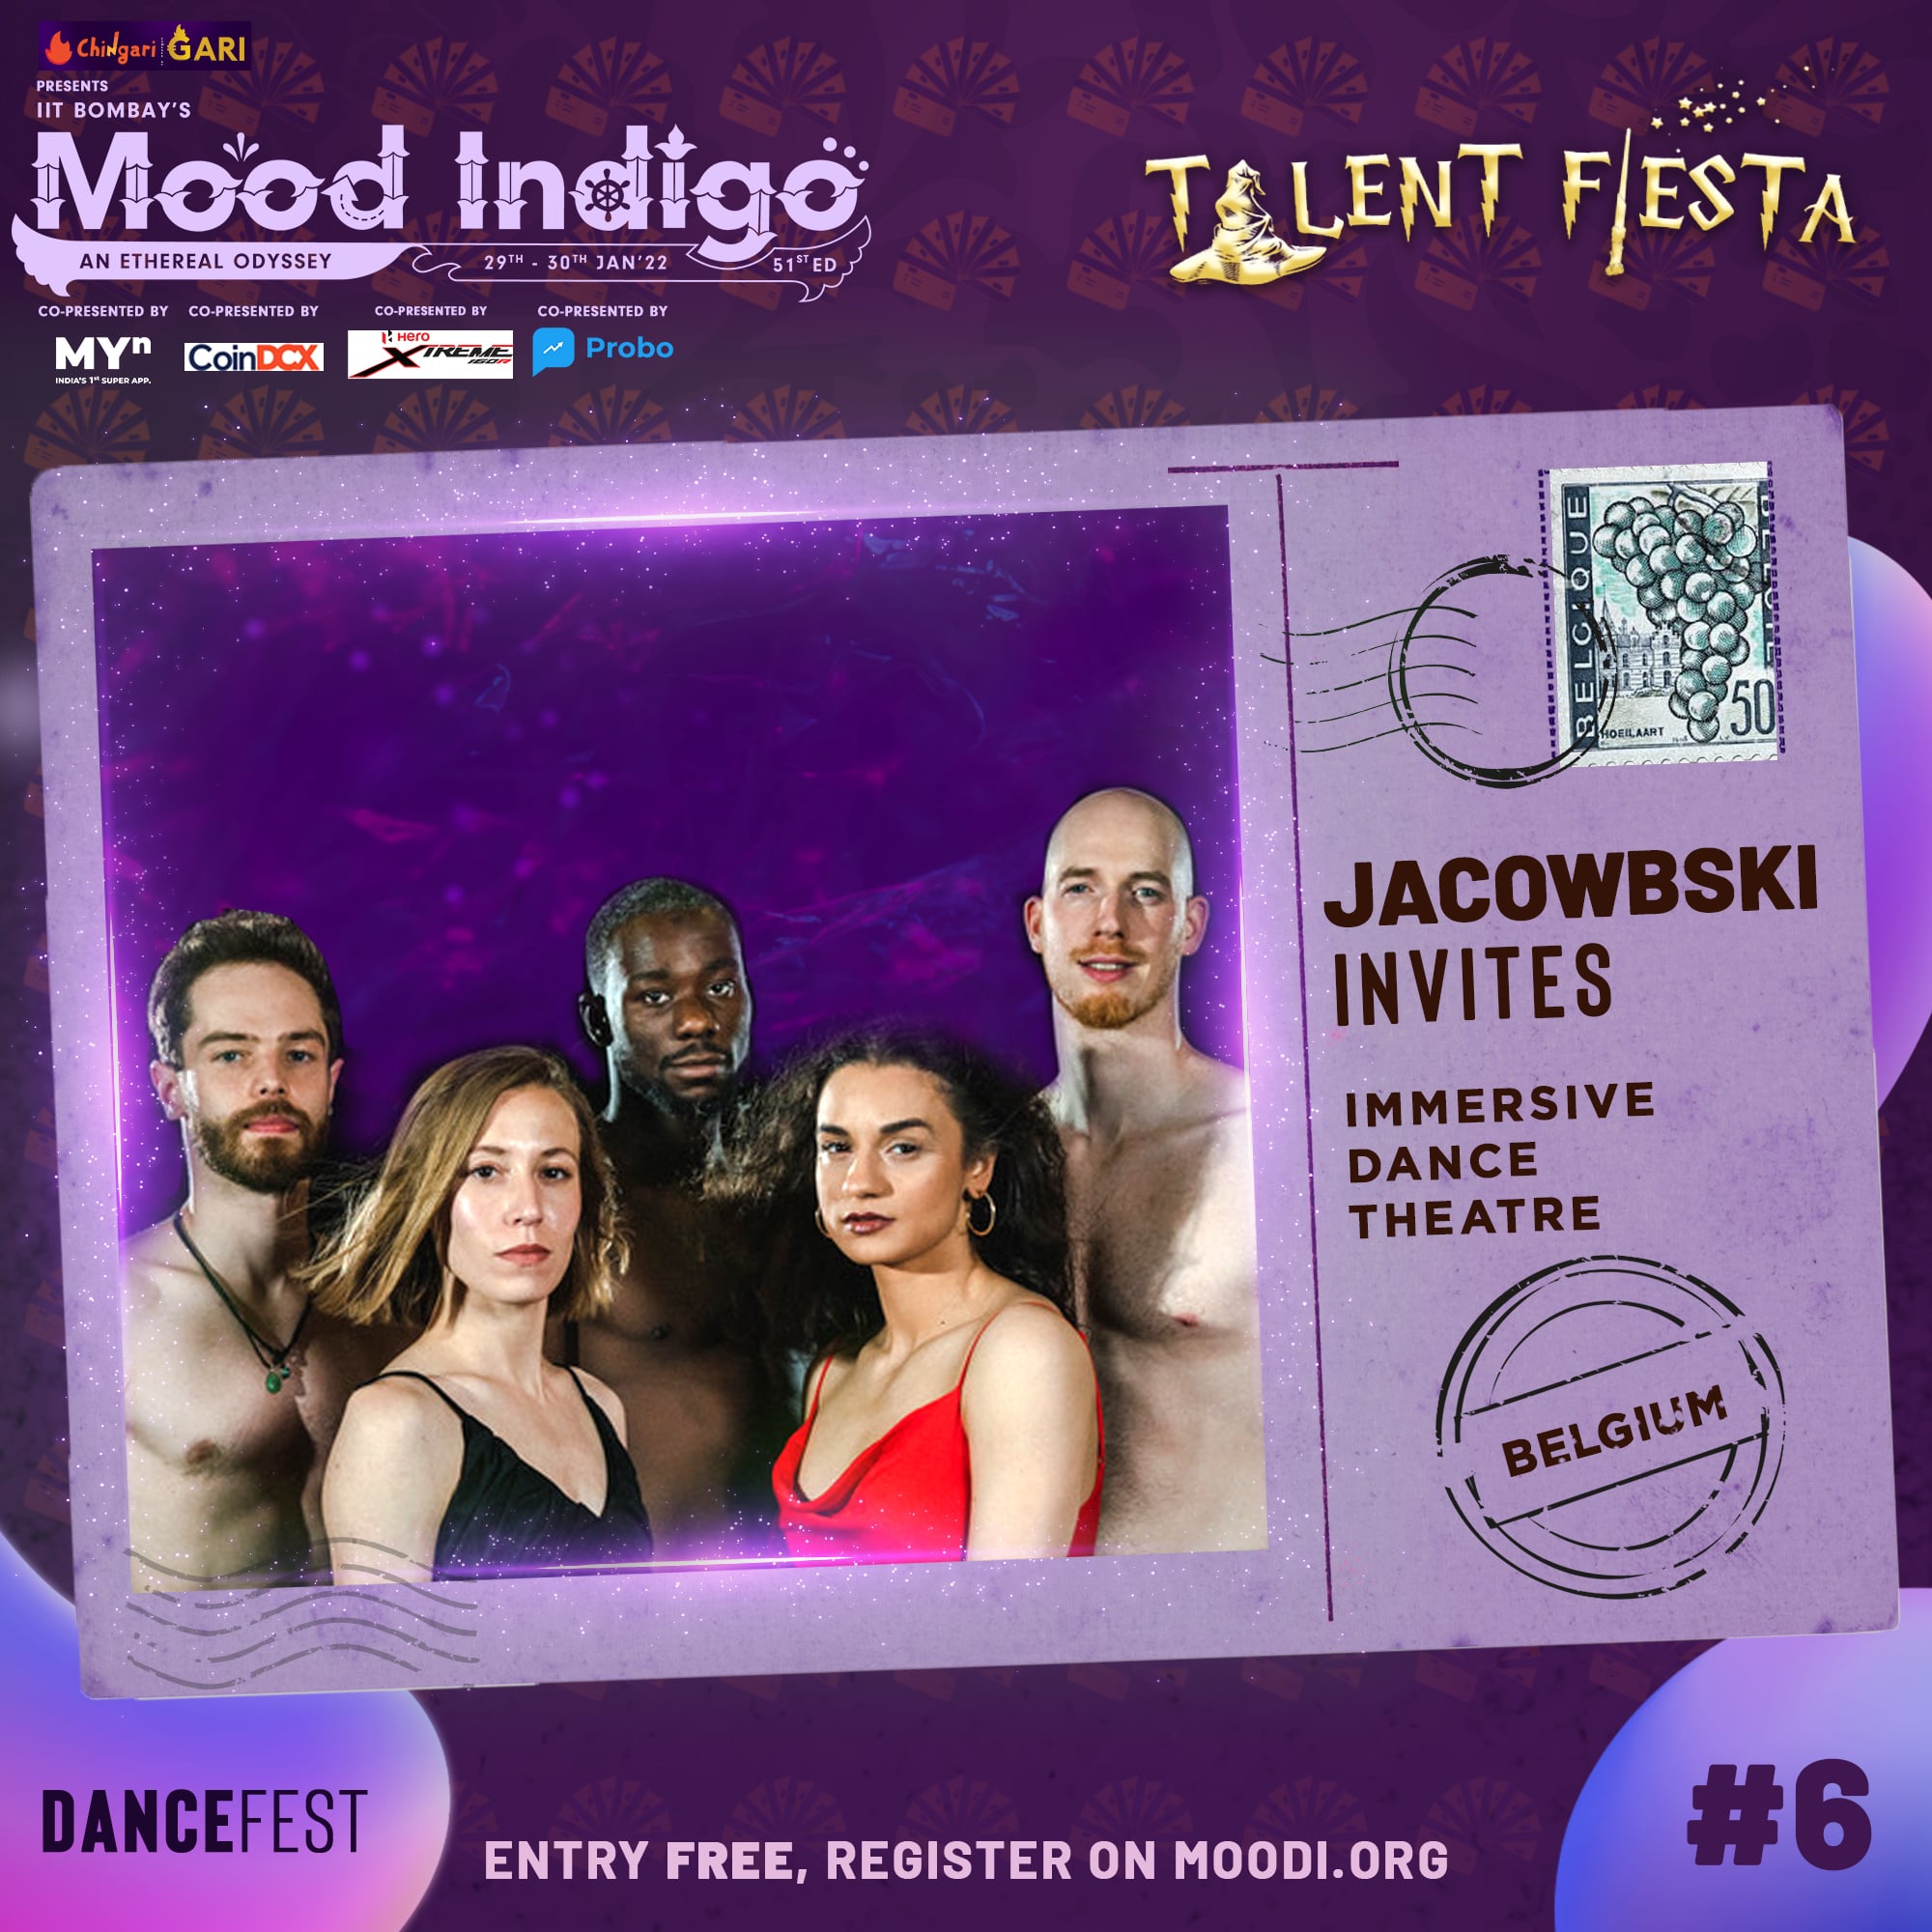 Chingari GARI
PRESENTS
IIT BOMBAY'S
Mood Indigo
AN ETHEREAL ODYSSEY
29TH - 30TH JAN'22
51ST ED
CO-PRESENTED BY CO-PRESENTED BY CO-PRESENTED BY CO-PRESENTED BY
MYn
INDIA'S 1ST SUPER APP.
CoinDCX
Hero
XTREME
160R
Probo
TALENT FIESTA
BELGIQUE
HOEILAART
50
JACOWBSKI
INVITES
IMMERSIVE
DANCE
THEATRE
BELGIUM
DANCEFEST
ENTRY FREE, REGISTER ON MOODI.ORG
#6